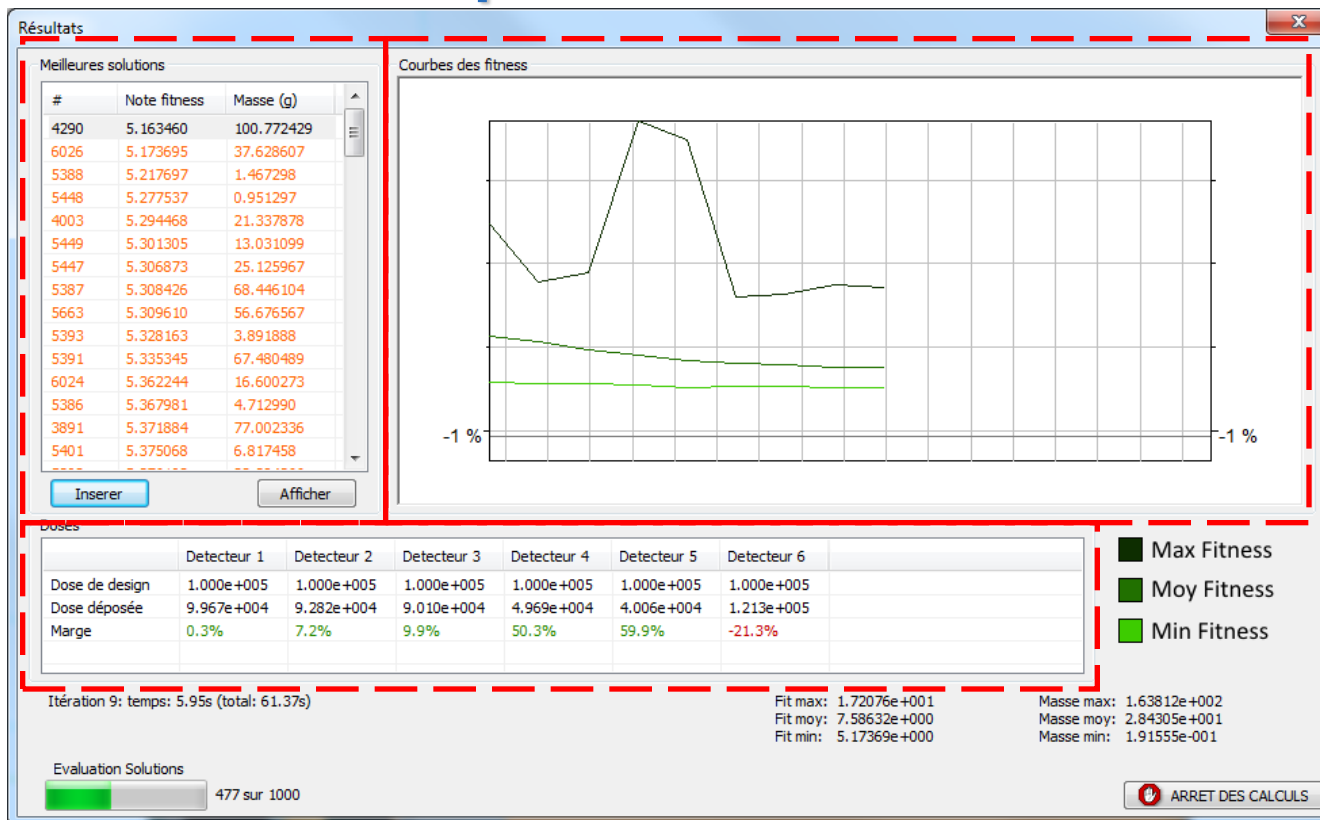 Résultats
Meilleures solutions
# Note fitness Masse (g)
4290 5.163460 100.772429
6026 5.173695 37.628607
5388 5.217697 1.467298
5448 5.277537 0.951297
4003 5.294468 21.337878
5449 5.301305 13.031099
5447 5.306873 25.125967
5387 5.308426 68.446104
5663 5.309610 56.676567
5393 5.328163 3.891888
5391 5.335345 67.480489
6024 5.362244 16.600273
5386 5.367981 4.712990
3891 5.371884 77.002336
5401 5.375068 6.817458
Inserer Afficher
Courbes des fitness
-1 % -1 %
Doses
Detecteur 1 Detecteur 2 Detecteur 3 Detecteur 4 Detecteur 5 Detecteur 6
Dose de design 1.000e+005 1.000e+005 1.000e+005 1.000e+005 1.000e+005 1.000e+005
Dose déposée 9.967e+004 9.282e+004 9.010e+004 4.969e+004 4.006e+004 1.213e+005
Marge 0.3% 7.2% 9.9% 50.3% 59.9% -21.3%
Max Fitness
Moy Fitness
Min Fitness
Itération 9: temps: 5.95s (total: 61.37s)
Fit max: 1.72076e+001 Masse max: 1.63812e+002
Fit moy: 7.58632e+000 Masse moy: 2.84305e+001
Fit min: 5.17369e+000 Masse min: 1.91555e-001
Evaluation Solutions
477 sur 1000
ARRET DES CALCULS